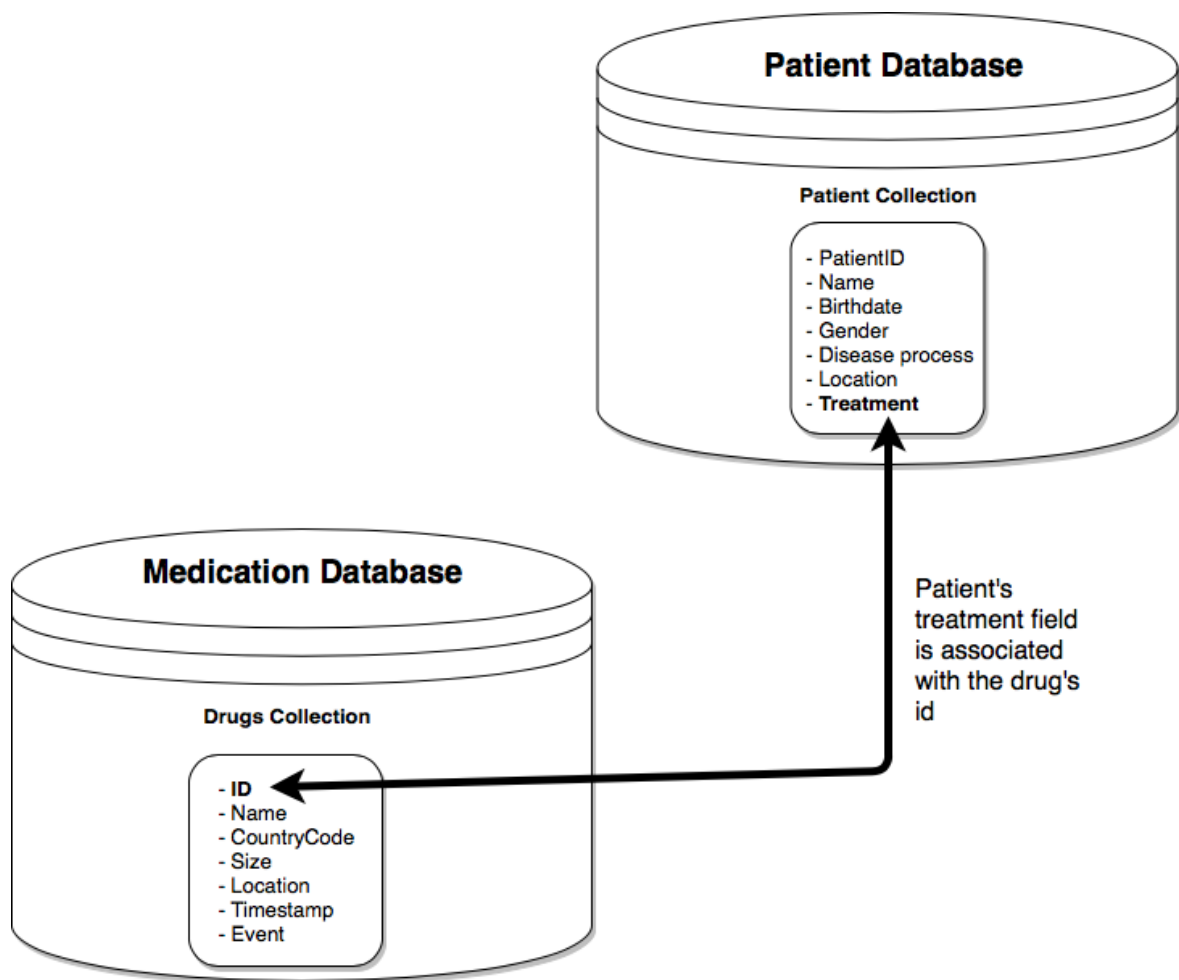 Patient Database
Patient Collection
- PatientID
- Name
- Birthdate
- Gender
- Disease process
- Location
- Treatment
Medication Database
Drugs Collection
- ID
- Name
- CountryCode
- Size
- Location
- Timestamp
- Event
Patient's
treatment field
is associated
with the drug's
id